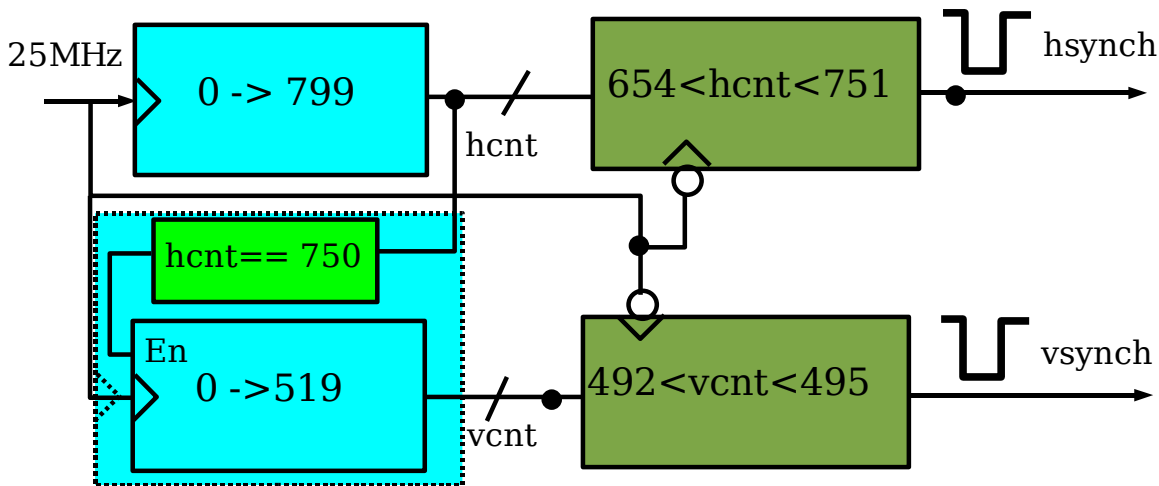 25MHz
0 -> 799
hcnt
654<hcnt<751
hsynch
hcnt== 750
En
0 ->519
vcnt
492<vcnt<495
vsynch